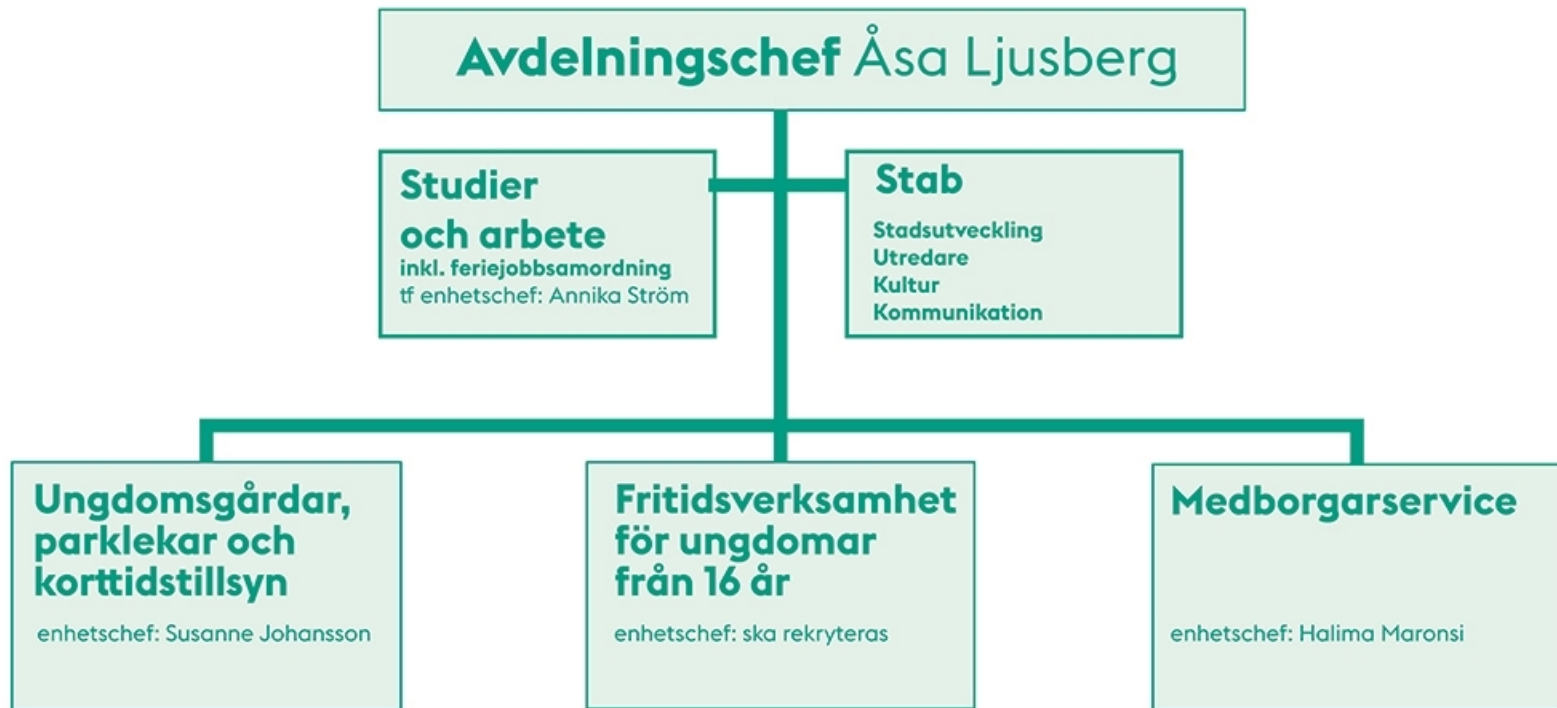 Avdelningschef Åsa Ljusberg
Studier
och arbete
inkl. feriejobbsamordning
tf enhetschef: Annika Ström
Stab
Stadsutveckling
Utredare
Kultur
Kommunikation
Ungdomsgårdar,
parklekar och
korttidstillsyn
enhetschef: Susanne Johansson
Fritidsverksamhet
för ungdomar
från 16 år
enhetschef: ska rekryteras
Medborgarservice
enhetschef: Halima Maronsi